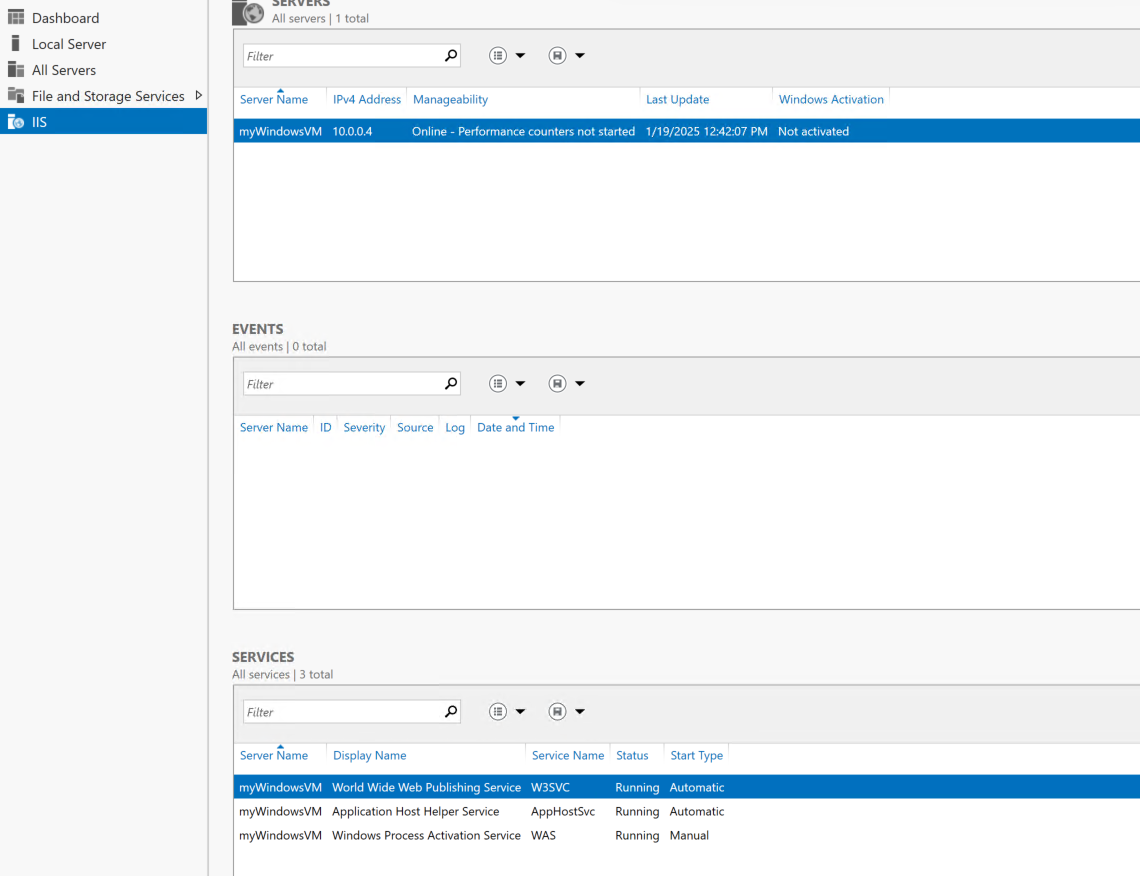 Dashboard
Local Server
All Servers
File and Storage Services
IIS
SERVERS
All servers | 1 total
Filter
Server Name IPv4 Address Manageability Last Update Windows Activation
myWindowsVM 10.0.0.4 Online - Performance counters not started 1/19/2025 12:42:07 PM Not activated
EVENTS
All events | 0 total
Filter
Server Name ID Severity Source Log Date and Time
SERVICES
All services | 3 total
Filter
Server Name Display Name Service Name Status Start Type
myWindowsVM World Wide Web Publishing Service W3SVC Running Automatic
myWindowsVM Application Host Helper Service AppHostSvc Running Automatic
myWindowsVM Windows Process Activation Service WAS Running Manual